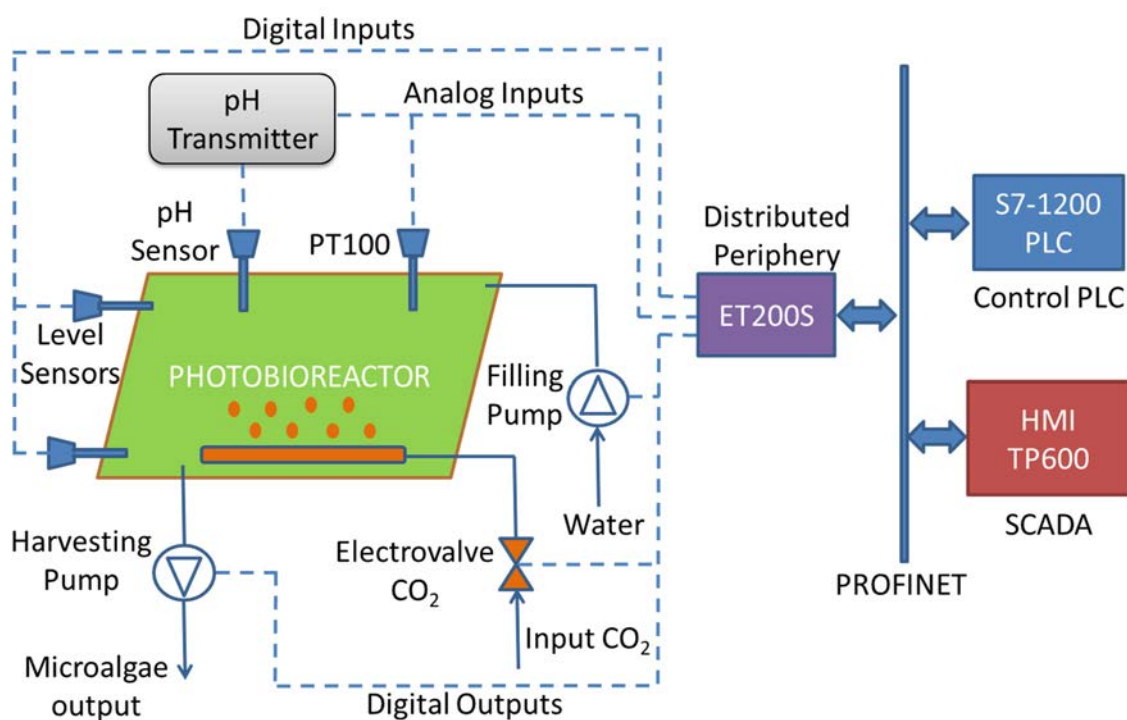 Digital Inputs
pH
Transmitter
Analog Inputs
pH
Sensor
PT100
Distributed
Periphery
S7-1200
PLC
Control PLC
ET200S
Level
Sensors
PHOTOBIOREACTOR
Filling
Pump
HMI
TP600
SCADA
Water
Harvesting
Pump
Electrovalve
CO₂
PROFINET
Input CO₂
Microalgae
output
Digital Outputs